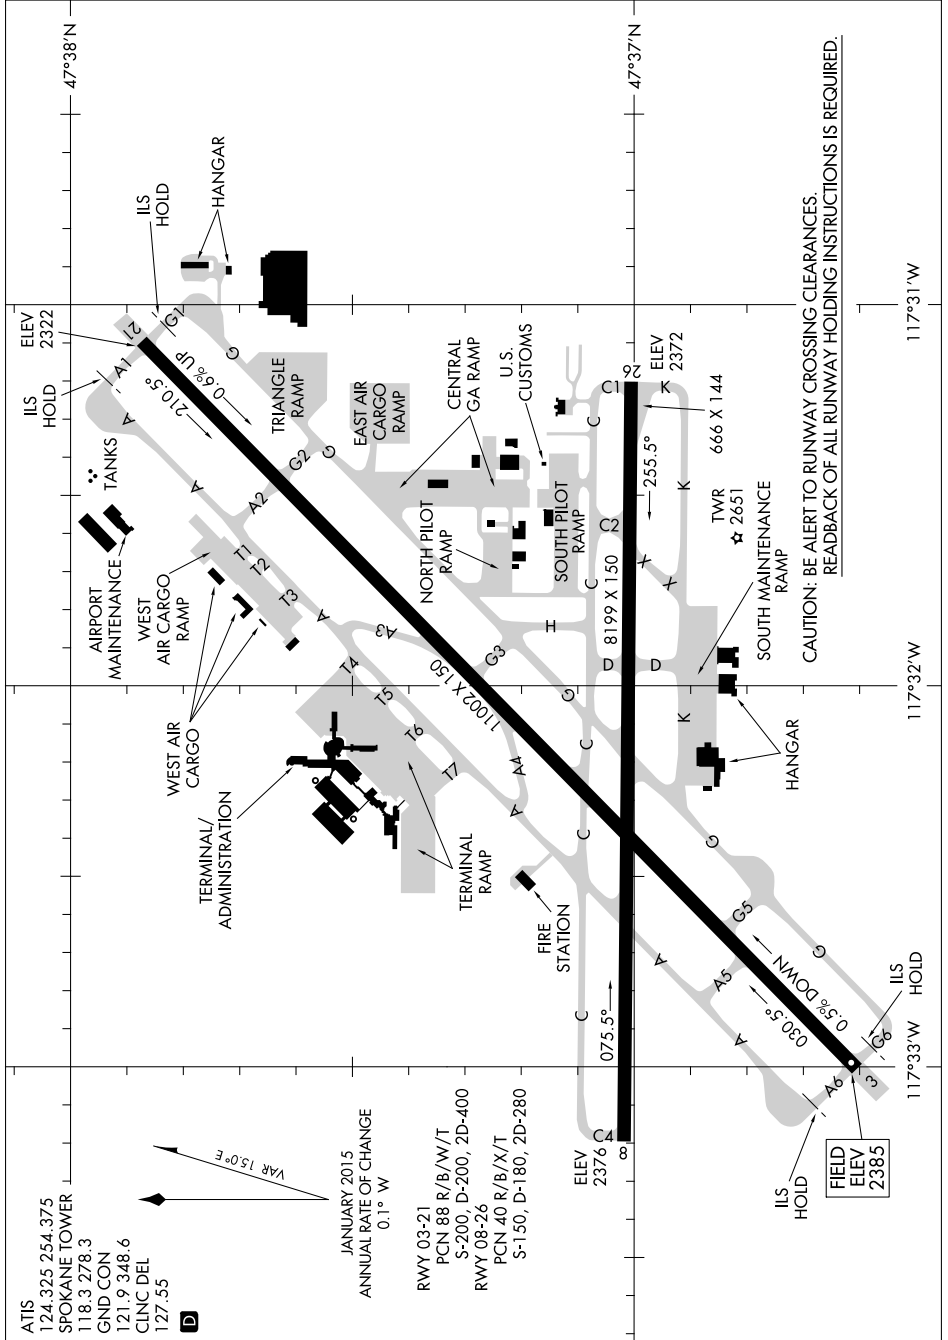 ATIS
124.325 254.375
SPOKANE TOWER
118.3 278.3
GND CON
121.9 348.6
CLNC DEL
127.55
D
VAR 15.0° E
JANUARY 2015
ANNUAL RATE OF CHANGE
0.1° W
RWY 03-21
PCN 88 R/B/W/T
S-200, D-200, 2D-400
RWY 08-26
PCN 40 R/B/X/T
S-150, D-180, 2D-280
47°38'N
47°37'N
117°31'W
117°32'W
117°33'W
ILS
HOLD
ELEV
2322
ILS
HOLD
HANGAR
21
A1
G1
A
G
210.5°
0.6% UP
TRIANGLE
RAMP
TANKS
A
A2
G2
G
EAST AIR
CARGO
RAMP
CENTRAL
GA RAMP
U.S.
CUSTOMS
AIRPORT
MAINTENANCE
WEST
AIR CARGO
RAMP
T1
T2
T3
A
A3
WEST AIR
CARGO
NORTH PILOT
RAMP
SOUTH PILOT
RAMP
H
C1
26
ELEV
2372
K
C
C2
C
666 X 144
255.5°
K
X
X
TWR
2651
8199 X 150
D
D
SOUTH MAINTENANCE
RAMP
K
HANGAR
T4
T5
T6
T7
11002 X 150
G3
G
A4
A
C
C
TERMINAL/
ADMINISTRATION
TERMINAL
RAMP
FIRE
STATION
G
A
G5
A5
G
A
C
075.5°
C4
8
ELEV
2376
030.5°
0.5% DOWN
ILS
HOLD
G6
3
A6
ILS
HOLD
FIELD
ELEV
2385
CAUTION: BE ALERT TO RUNWAY CROSSING CLEARANCES.
READBACK OF ALL RUNWAY HOLDING INSTRUCTIONS IS REQUIRED.